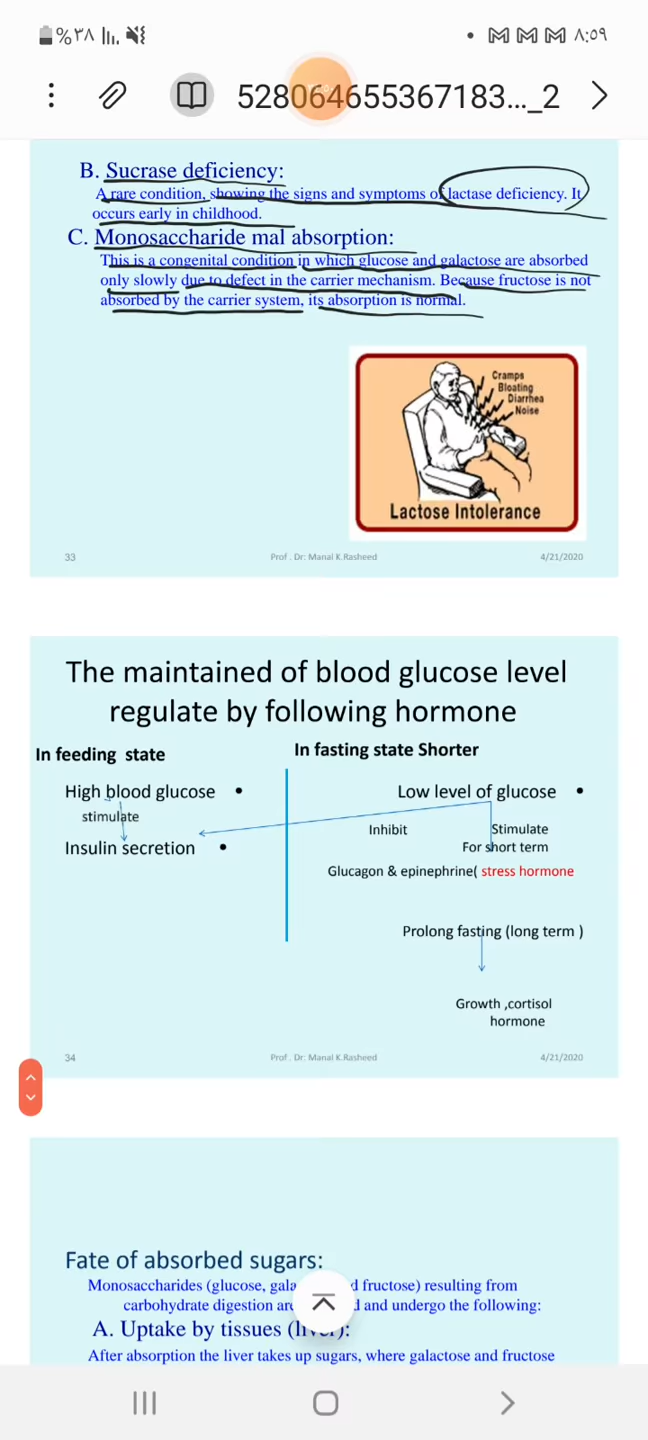 %٣٨
٨:٥٩
528064655367183..._2
B. Sucrase deficiency:
A rare condition, showing the signs and symptoms of lactase deficiency. It
occurs early in childhood.
C. Monosaccharide mal absorption:
This is a congenital condition in which glucose and galactose are absorbed
only slowly due to defect in the carrier mechanism. Because fructose is not
absorbed by the carrier system, its absorption is normal.
Cramps
Bloating
Diarrhea
Noise
Lactose Intolerance
33 Prof . Dr: Manal K.Rasheed 4/21/2020
The maintained of blood glucose level
regulate by following hormone
In feeding state
High blood glucose •
stimulate
Insulin secretion •
In fasting state Shorter
Low level of glucose •
Inhibit Stimulate
For short term
Glucagon & epinephrine( stress hormone
Prolong fasting (long term )
Growth ,cortisol
hormone
34 Prof . Dr: Manal K.Rasheed 4/21/2020
Fate of absorbed sugars:
Monosaccharides (glucose, gala d fructose) resulting from
carbohydrate digestion are d and undergo the following:
A. Uptake by tissues (liver):
After absorption the liver takes up sugars, where galactose and fructose